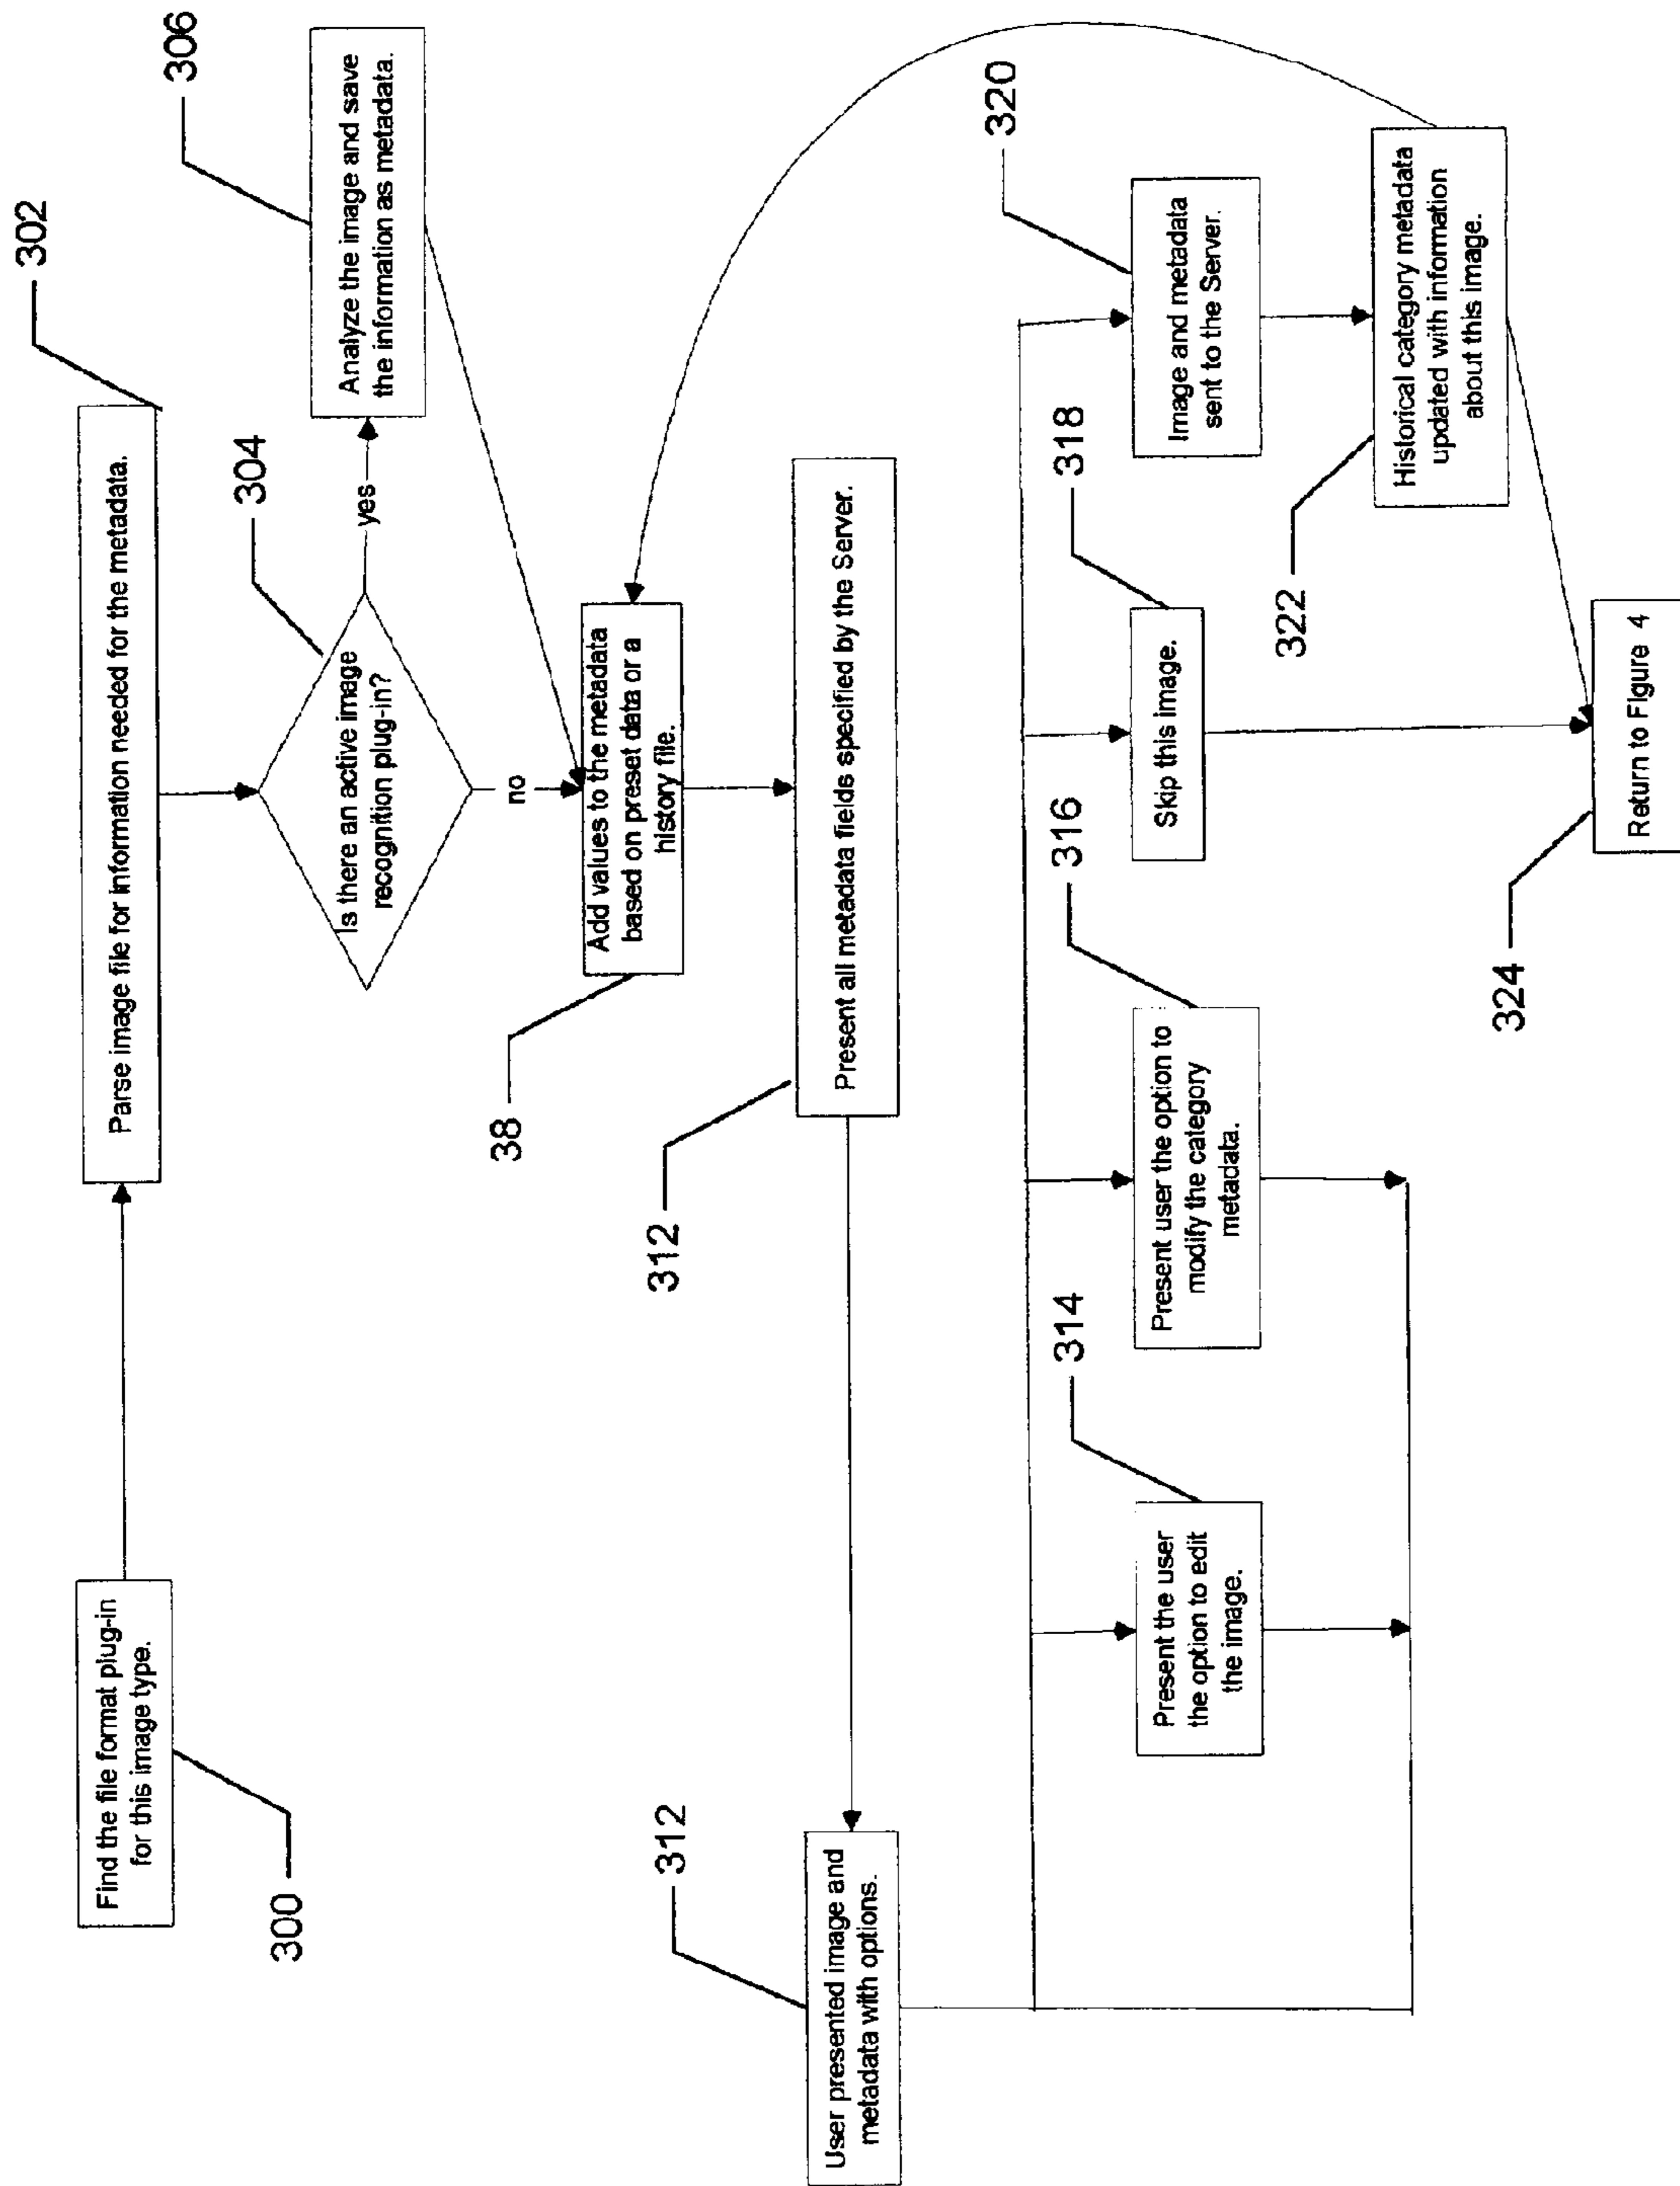 Find the file format plug-in
for this image type.
300
Parse image file for information needed for the metadata.
302
Is there an active image
recognition plug-in?
304
yes
no
Analyze the image and save
the information as metadata.
306
Add values to the metadata
based on preset data or a
history file.
38
Present all metadata fields specified by the Server.
312
User presented image and
metadata with options.
312
Present the user
the option to edit
the image.
314
Present user the option to
modify the category
metadata.
316
Skip this image.
318
Image and metadata
sent to the Server.
320
Historical category metadata
updated with information
about this image.
322
Return to Figure 4
324